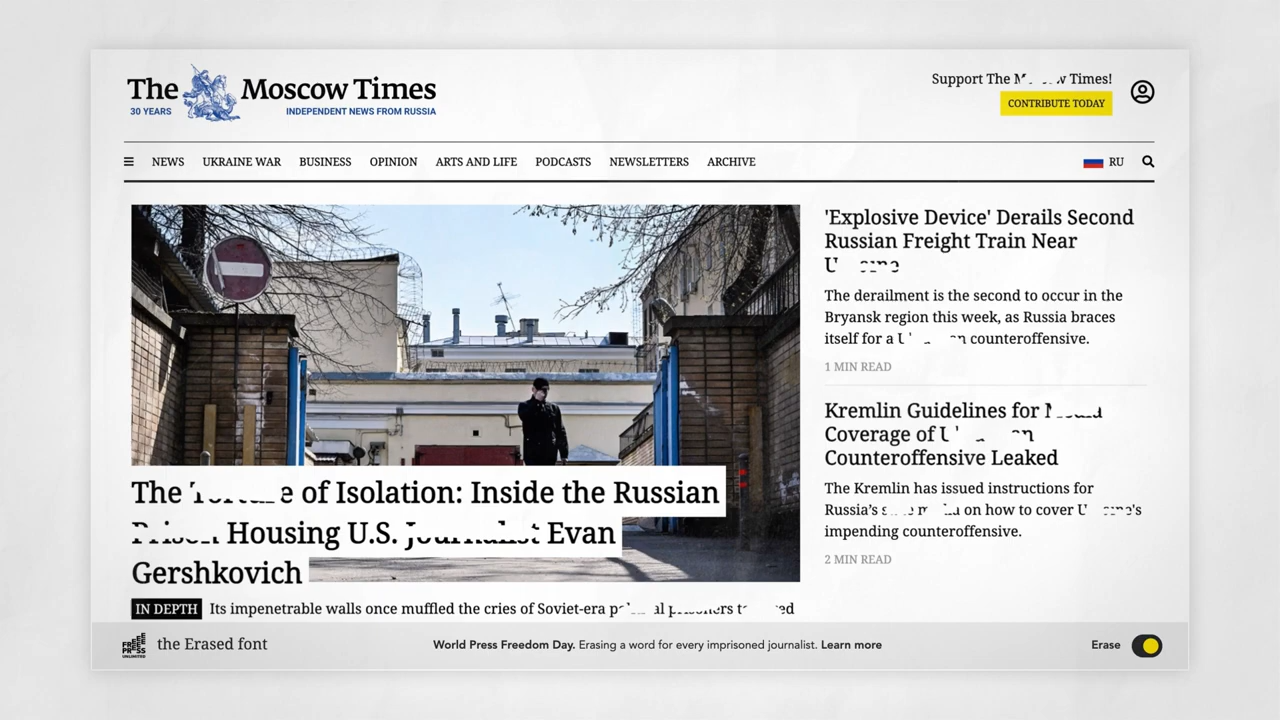 The Moscow Times
30 YEARS INDEPENDENT NEWS FROM RUSSIA
Support The Times!
CONTRIBUTE TODAY
NEWS UKRAINE WAR BUSINESS OPINION ARTS AND LIFE PODCASTS NEWSLETTERS ARCHIVE
RU
The of Isolation: Inside the Russian
Housing U.S. Evan
Gershkovich
IN DEPTH Its impenetrable walls once muffled the cries of Soviet-era
'Explosive Device' Derails Second
Russian Freight Train Near
The derailment is the second to occur in the
Bryansk region this week, as Russia braces
itself for a counteroffensive.
1 MIN READ
Kremlin Guidelines for
Coverage of
Counteroffensive Leaked
The Kremlin has issued instructions for
Russia's on how to cover
impending counteroffensive.
2 MIN READ
FREE PRESS UNLIMITED
the Erased font
World Press Freedom Day. Erasing a word for every imprisoned journalist. Learn more
Erase